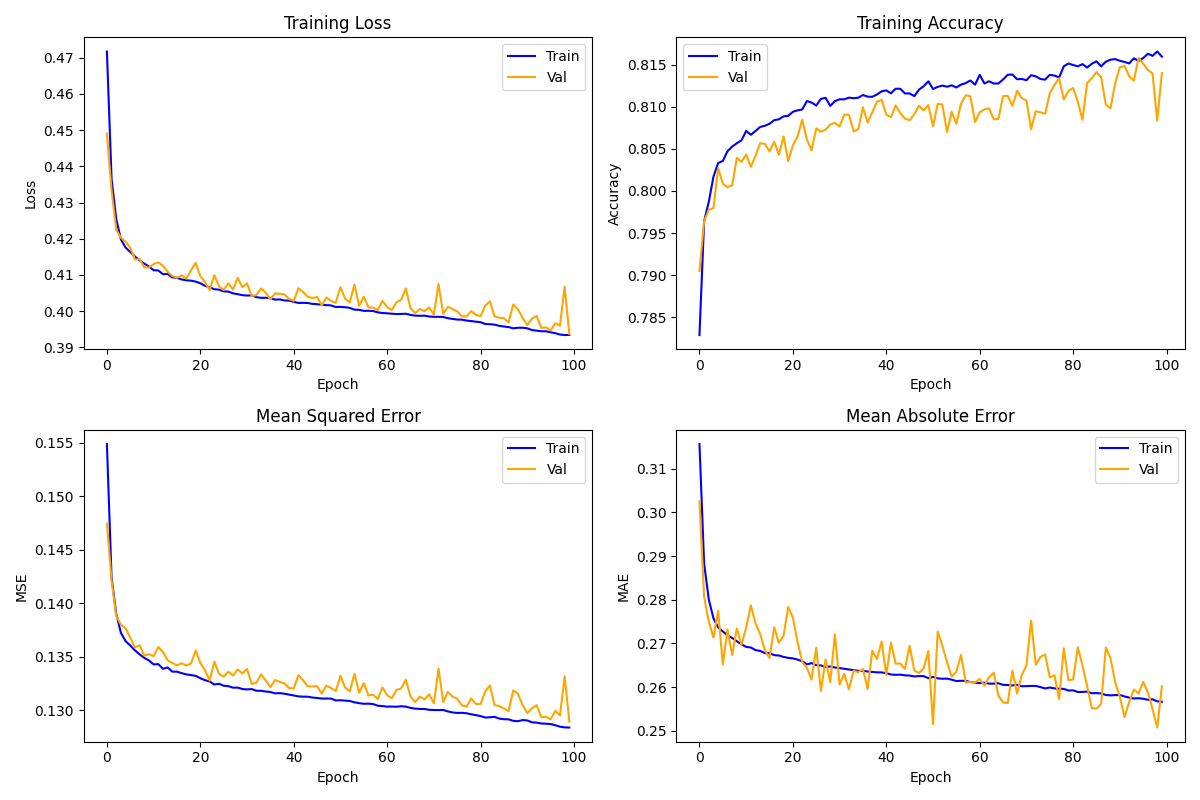 Training Loss
Loss
0.47
0.46
0.45
0.44
0.43
0.42
0.41
0.40
0.39
Train
Val
0 20 40 60 80 100
Epoch
Training Accuracy
Accuracy
0.815
0.810
0.805
0.800
0.795
0.790
0.785
Train
Val
0 20 40 60 80 100
Epoch
Mean Squared Error
MSE
0.155
0.150
0.145
0.140
0.135
0.130
Train
Val
0 20 40 60 80 100
Epoch
Mean Absolute Error
MAE
0.31
0.30
0.29
0.28
0.27
0.26
0.25
Train
Val
0 20 40 60 80 100
Epoch